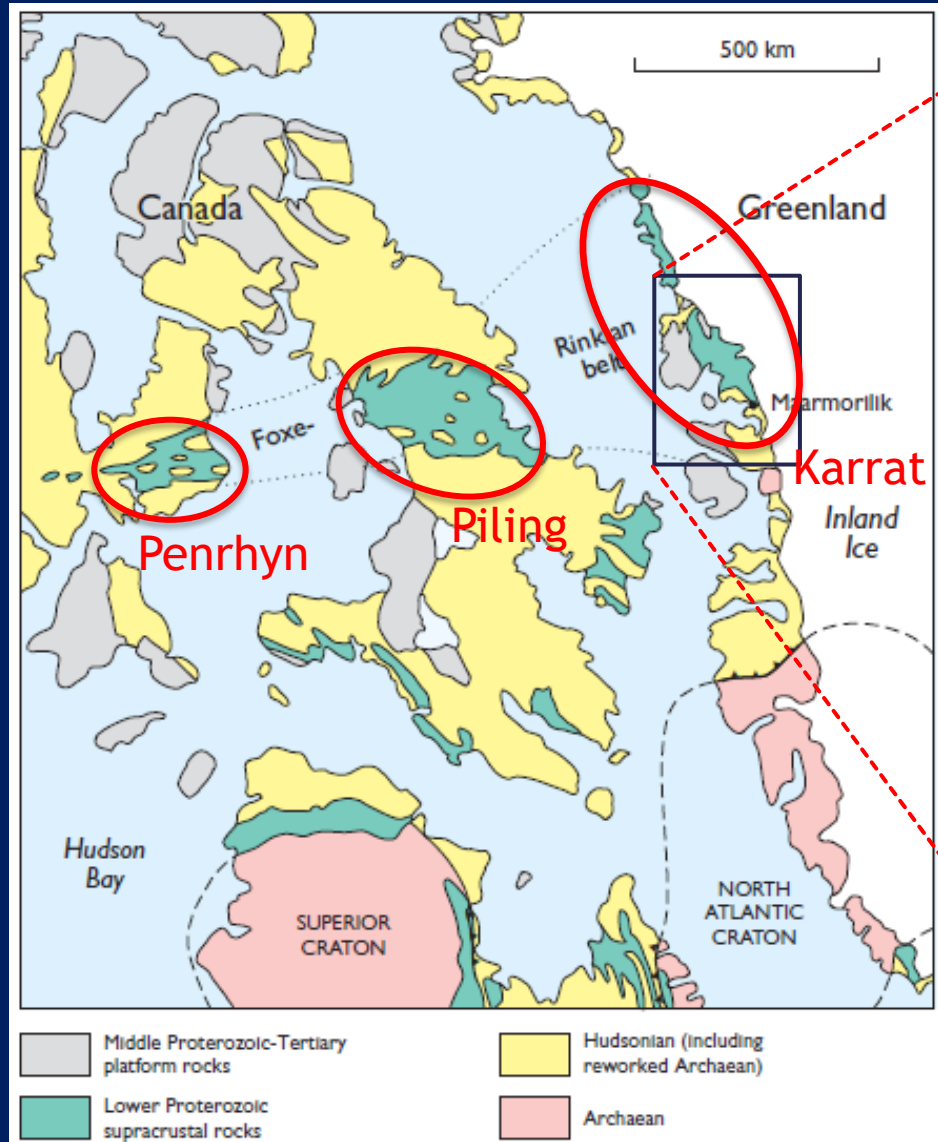 500 km
Canada
Greenland
Rinkian
belt
Maarmorilik
Foxe-
Karrat
Piling
Penrhyn
Inland
Ice
Hudson
Bay
SUPERIOR
CRATON
NORTH
ATLANTIC
CRATON
Middle Proterozoic-Tertiary
platform rocks
Hudsonian (including
reworked Archaean)
Lower Proterozoic
supracrustal rocks
Archaean